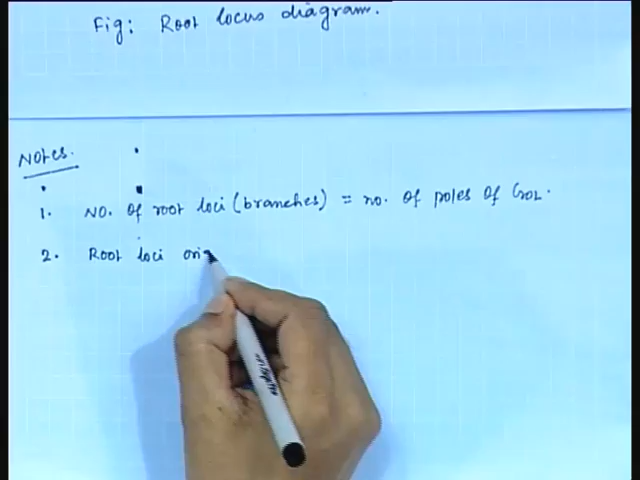 Fig: Root locus diagram.
Notes.
1. No. of root loci (branches) = no. of poles of GOL.
2. Root loci ori